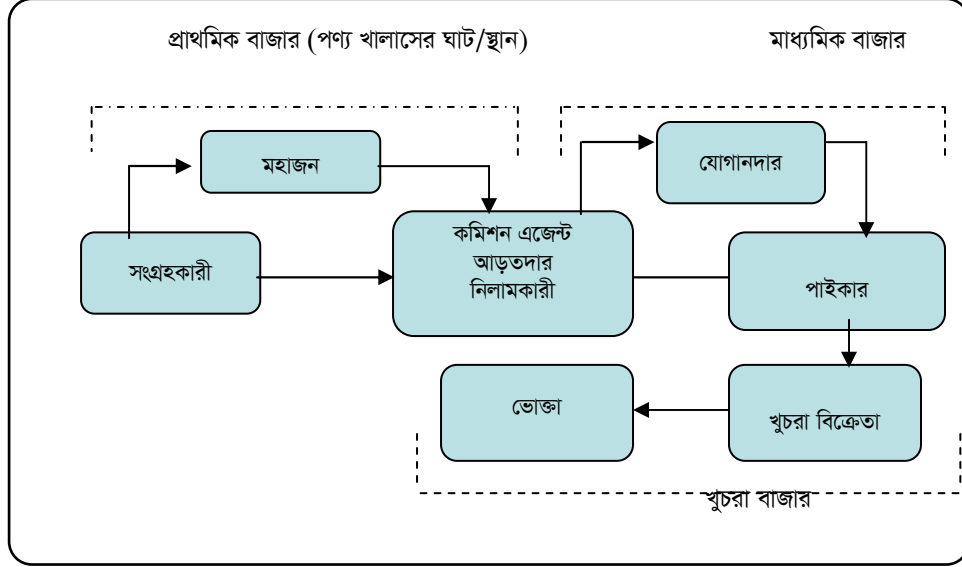 প্রাথমিক বাজার (পণ্য খালাসের ঘাট/স্থান)
মাধ্যমিক বাজার
মহাজন
যোগানদার
সংগ্রহকারী
কমিশন এজেন্ট
আড়তদার
নিলামকারী
পাইকার
ভোক্তা
খুচরা বিক্রেতা
খুচরা বাজার